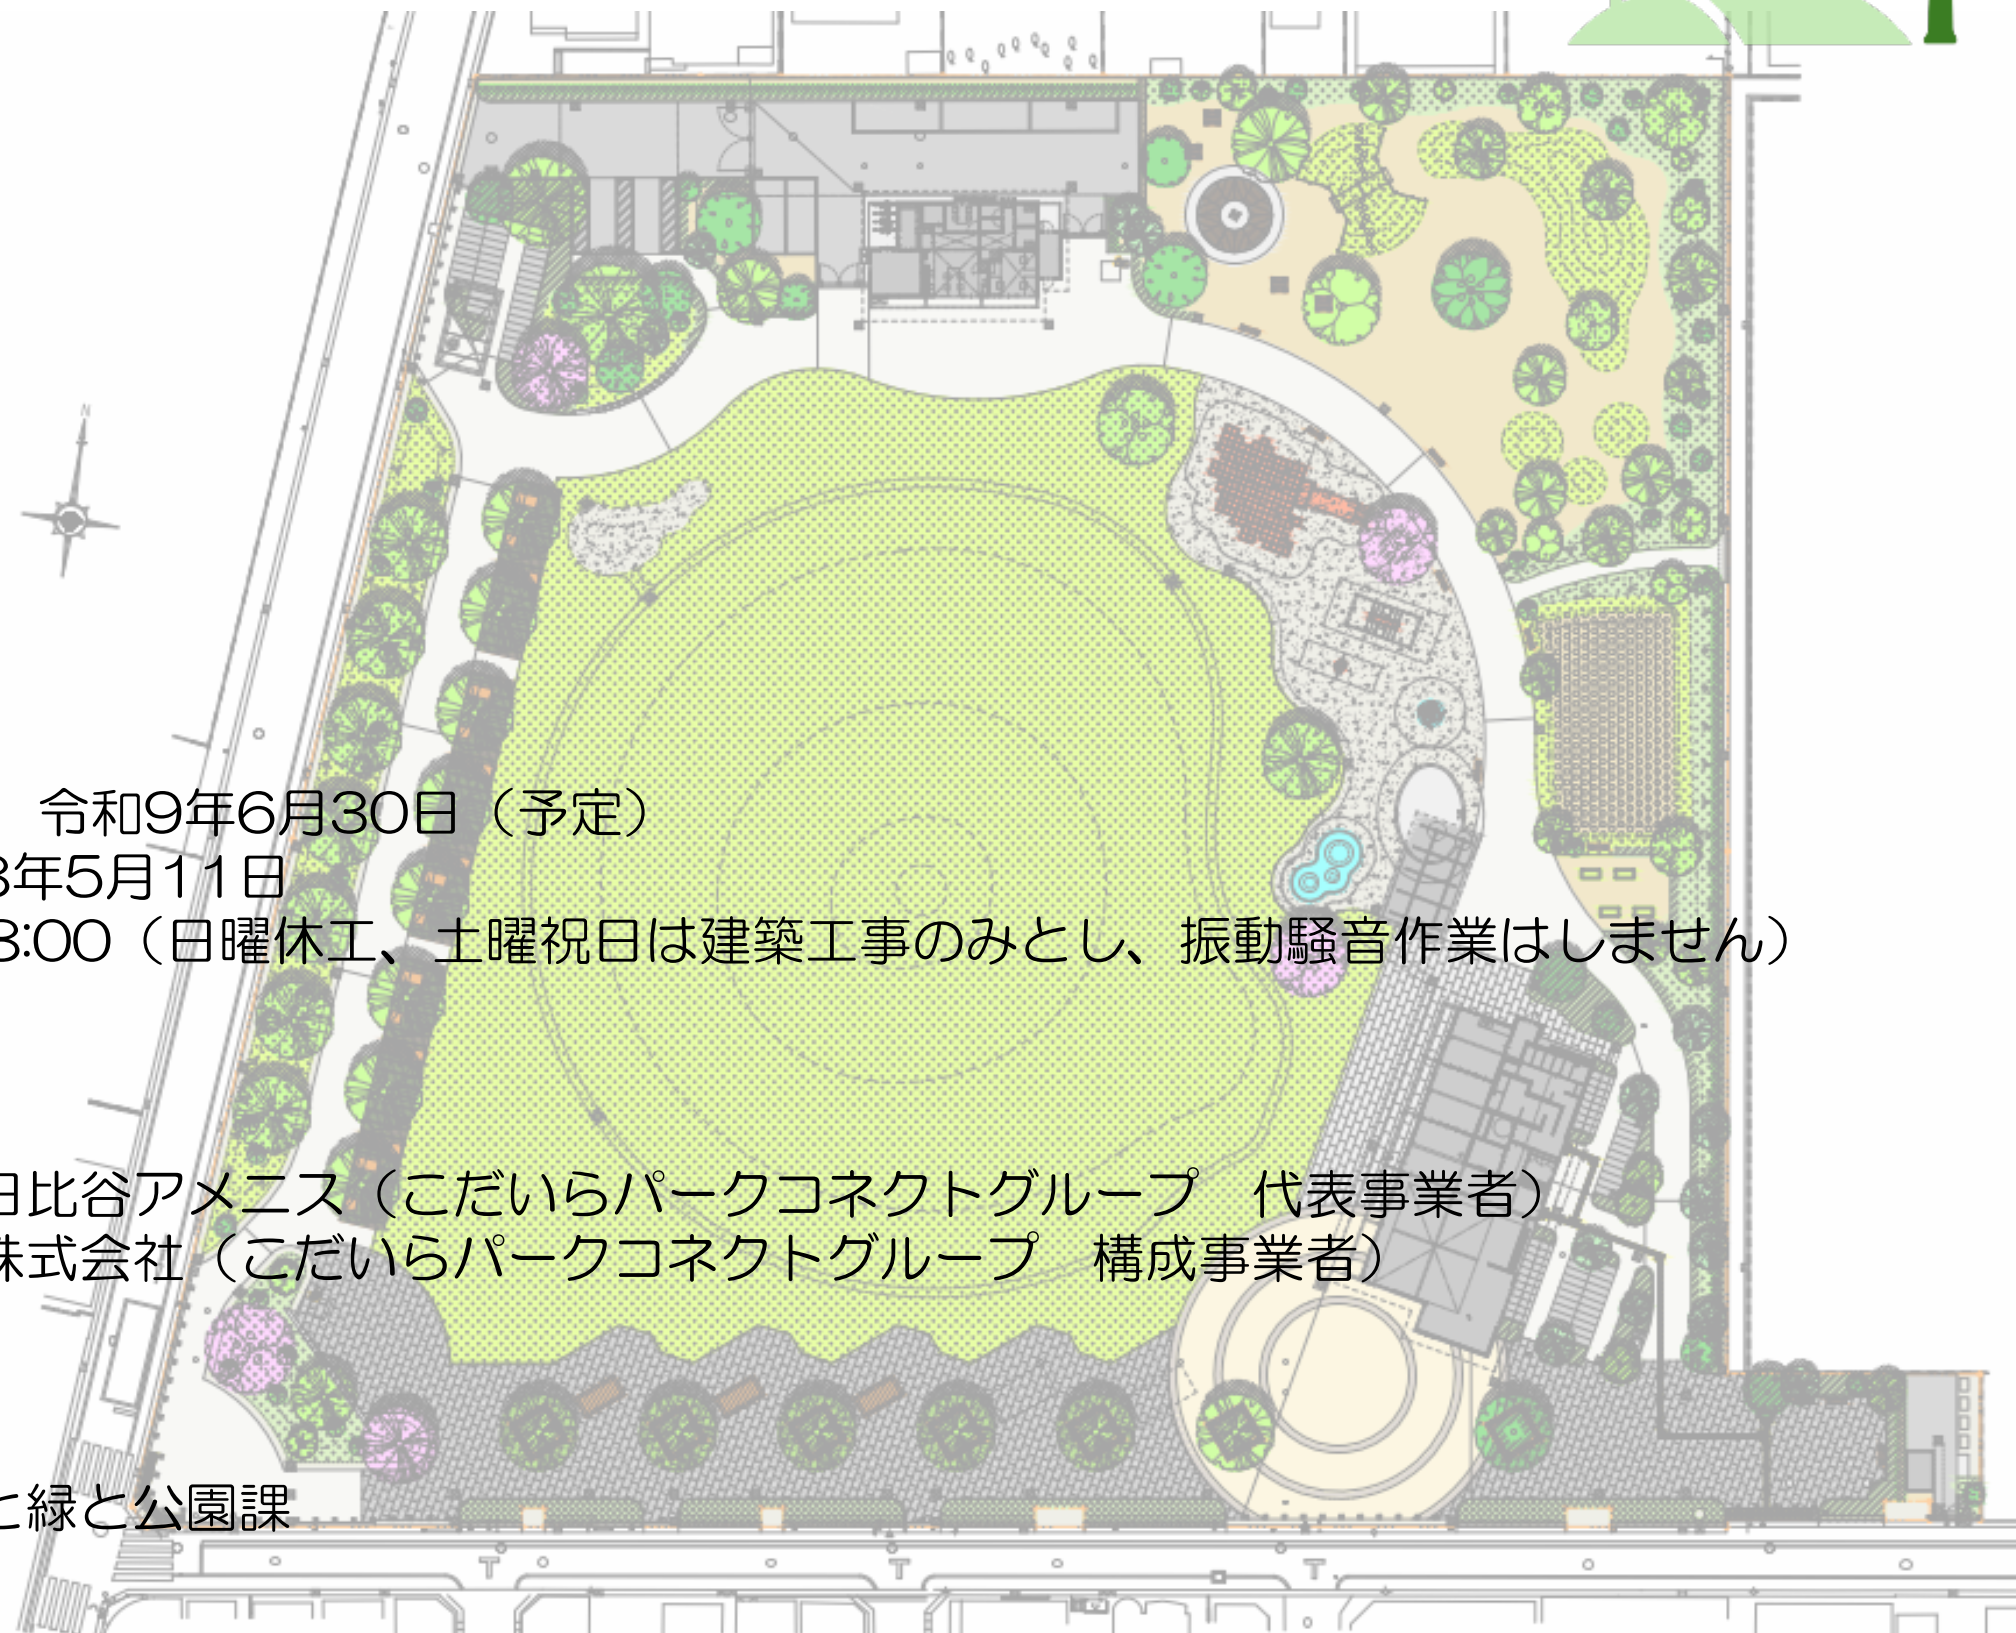 N
令和9年6月30日（予定）
8年5月11日
8:00（日曜休工、土曜祝日は建築工事のみとし、振動騒音作業はしません）
日比谷アメニス（こだいらパークコネクトグループ　代表事業者）
株式会社（こだいらパークコネクトグループ　構成事業者）
と緑と公園課